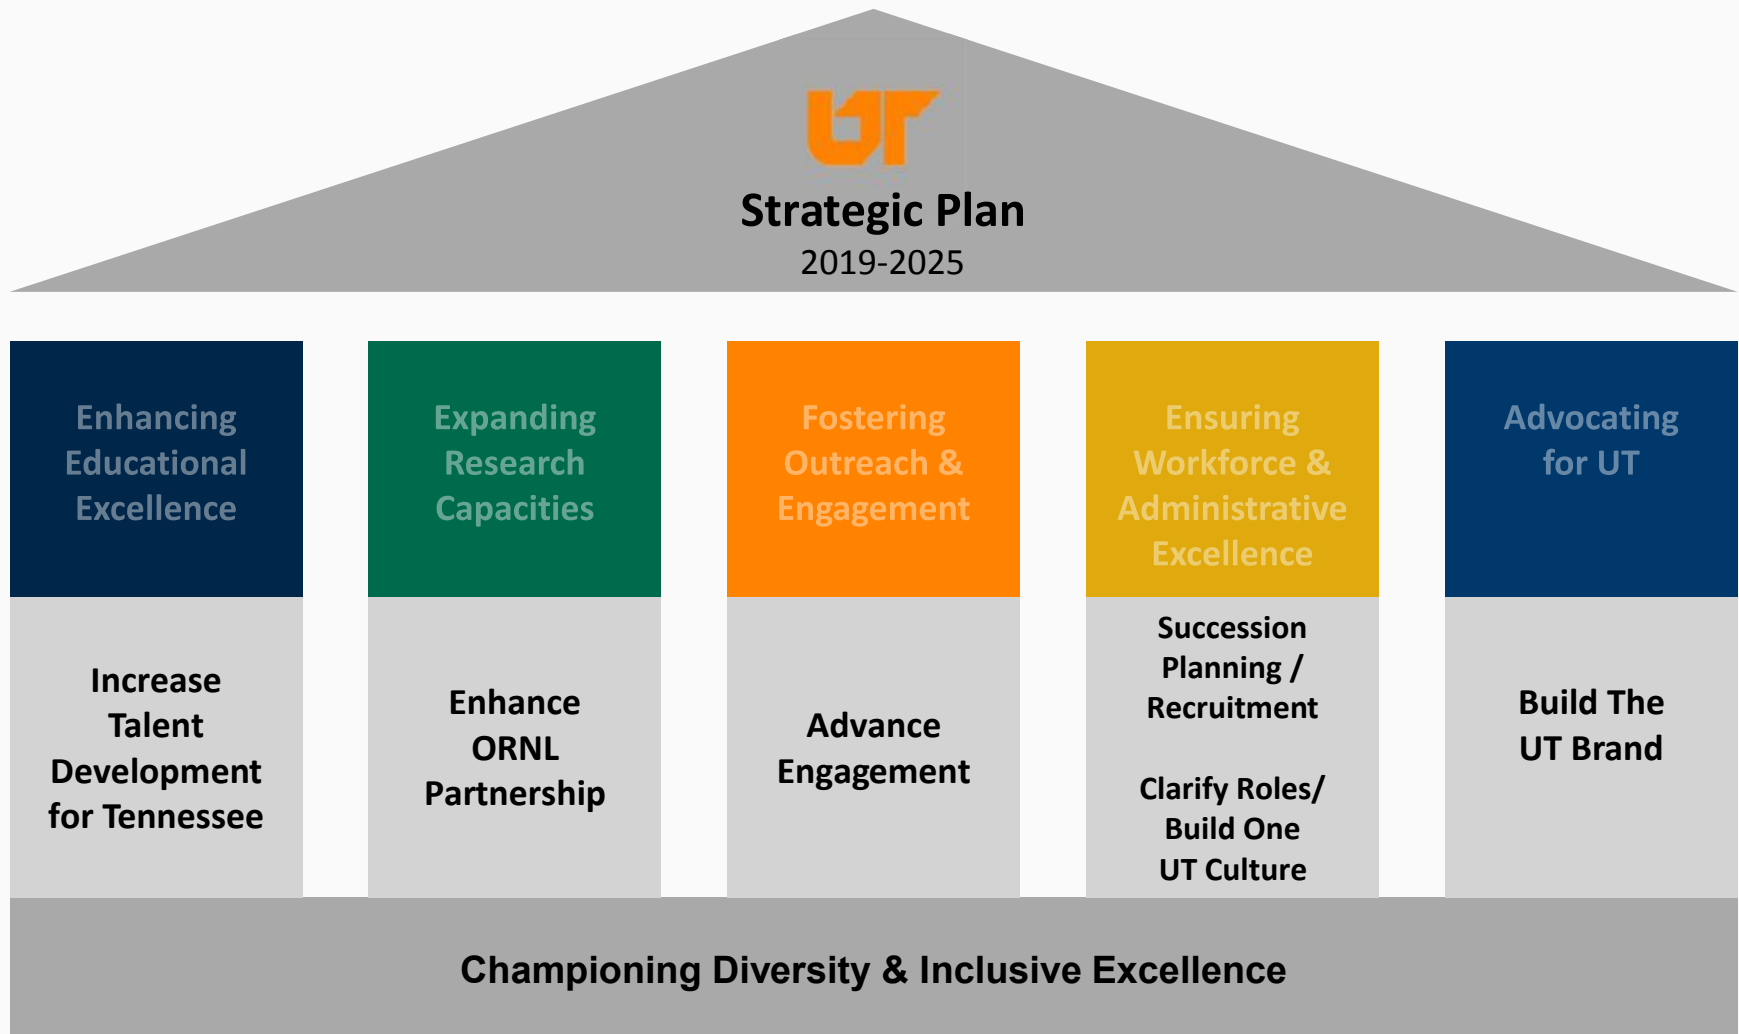 UT
Strategic Plan
2019-2025
Enhancing
Educational
Excellence
Expanding
Research
Capacities
Fostering
Outreach &
Engagement
Ensuring
Workforce &
Administrative
Excellence
Advocating
for UT
Increase
Talent
Development
for Tennessee
Enhance
ORNL
Partnership
Advance
Engagement
Succession
Planning /
Recruitment
Clarify Roles/
Build One
UT Culture
Build The
UT Brand
Championing Diversity & Inclusive Excellence